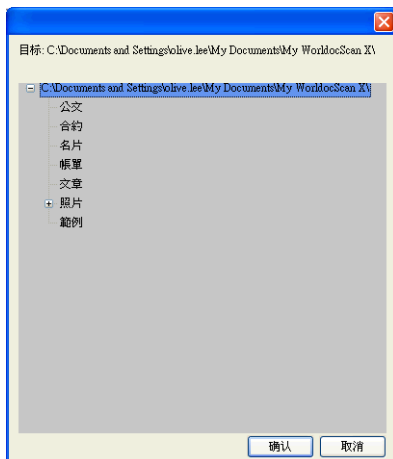 目标: C:\Documents and Settings\olive.lee\My Documents\My WorldocScan X\
C:\Documents and Settings\olive.lee\My Documents\My WorldocScan X\
公文
合約
名片
帳單
文章
照片
範例
确认
取消